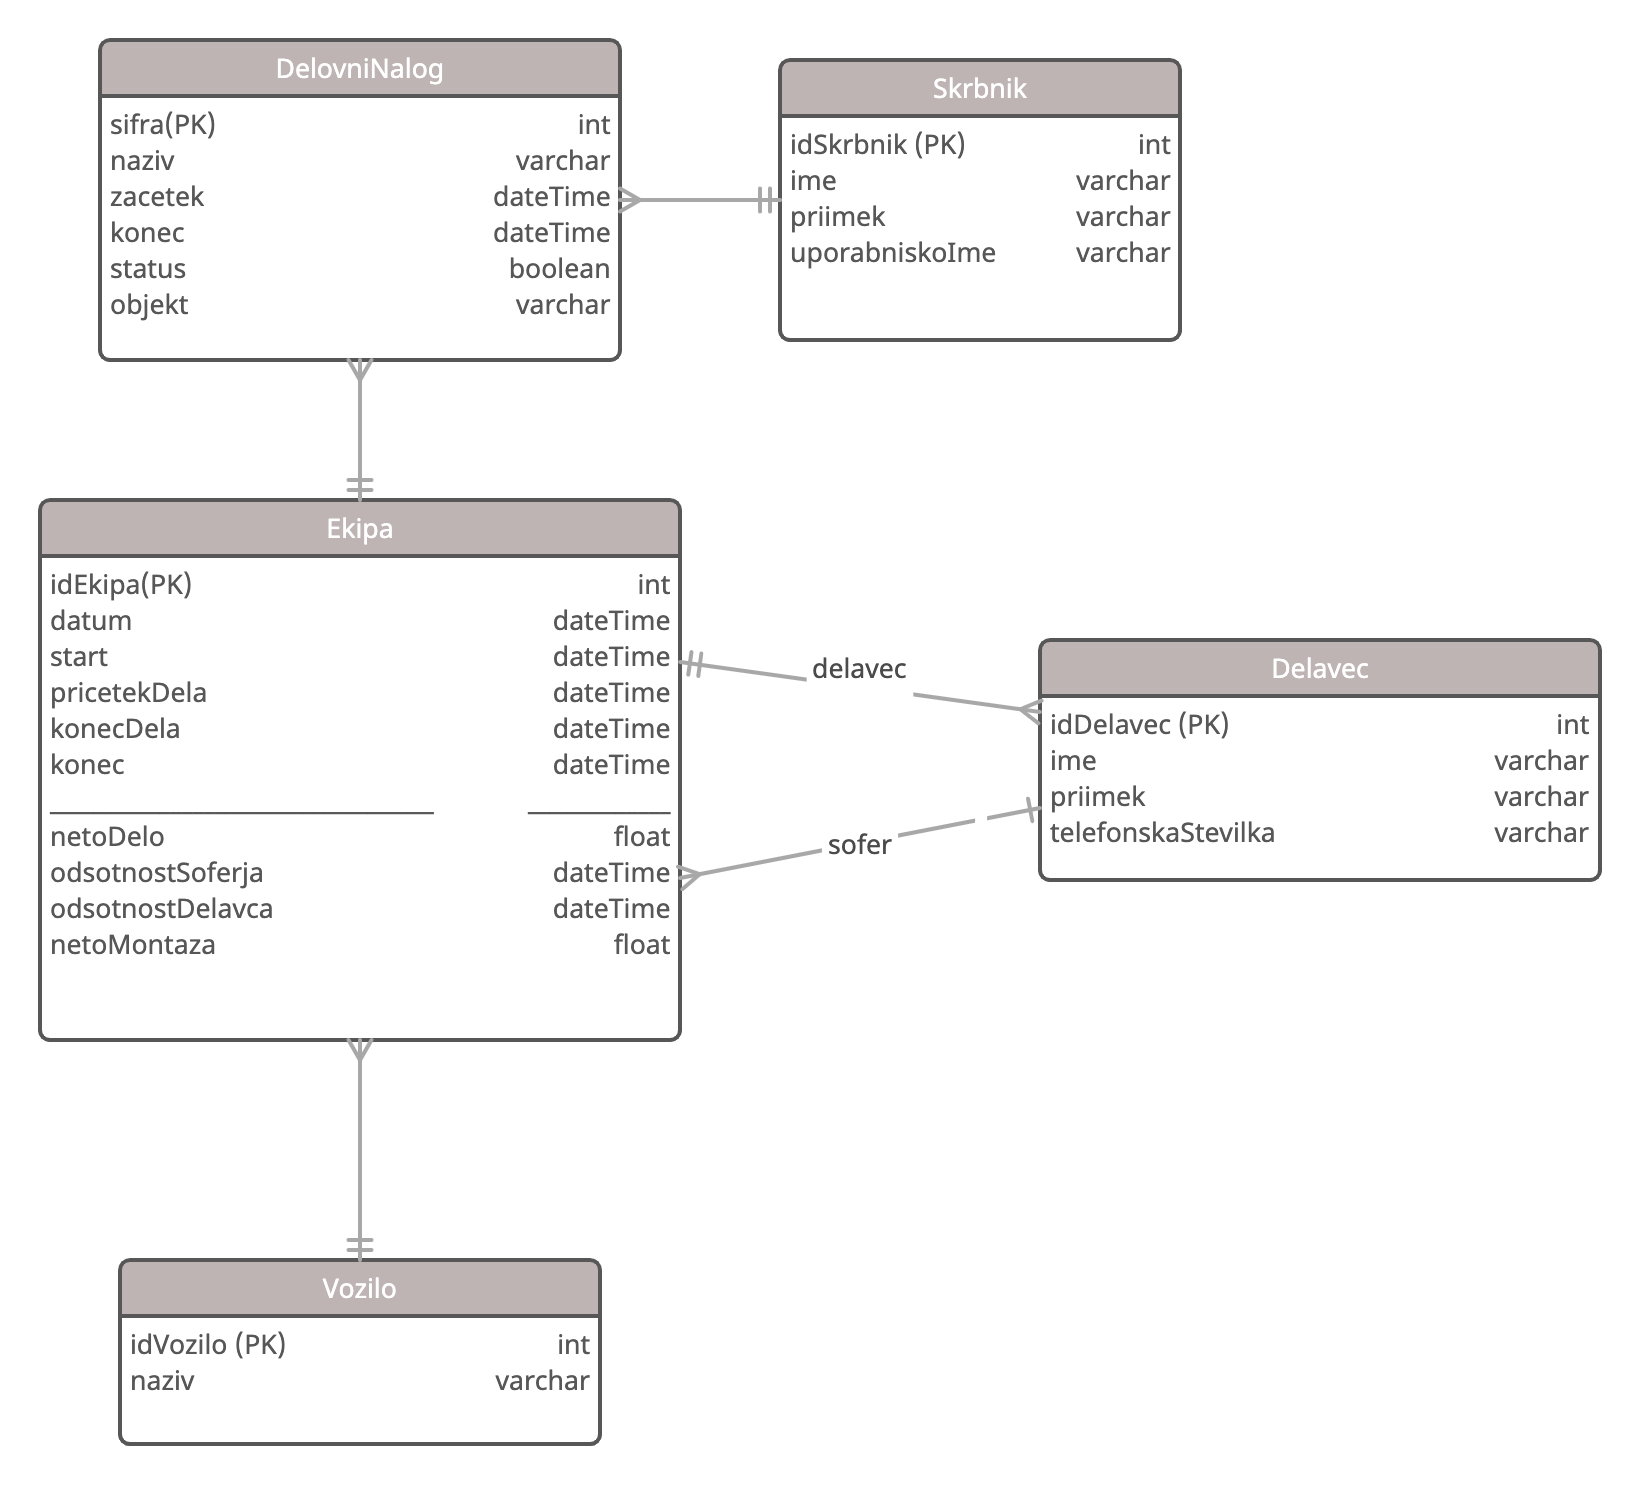 DelovniNalog
sifra(PK) int
naziv varchar
zacetek dateTime
konec dateTime
status boolean
objekt varchar
Skrbnik
idSkrbnik (PK) int
ime varchar
priimek varchar
uporabniskoIme varchar
Ekipa
idEkipa(PK) int
datum dateTime
start dateTime
pricetekDela dateTime
konecDela dateTime
konec dateTime
netoDelo float
odsotnostSoferja dateTime
odsotnostDelavca dateTime
netoMontaza float
delavec
sofer
Delavec
idDelavec (PK) int
ime varchar
priimek varchar
telefonskaStevilka varchar
Vozilo
idVozilo (PK) int
naziv varchar